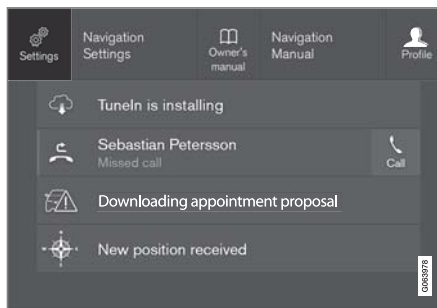 Settings
Navigation
Settings
Owner's
manual
Navigation
Manual
Profile
TuneIn is installing
Sebastian Petersson
Missed call
Call
Downloading appointment proposal
New position received
G063978